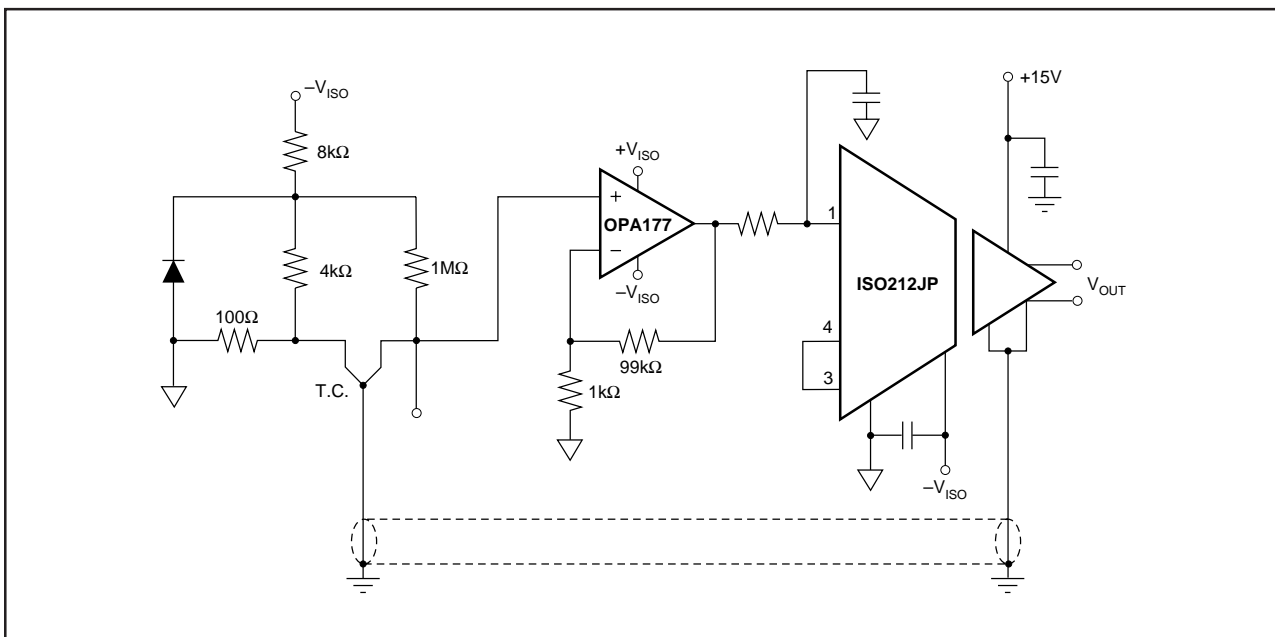 –V_ISO
+15V
8kΩ
+V_ISO
+
OPA177
–
–V_ISO
1
4kΩ
1MΩ
ISO212JP
V_OUT
100Ω
99kΩ
4
3
T.C.
1kΩ
–V_ISO